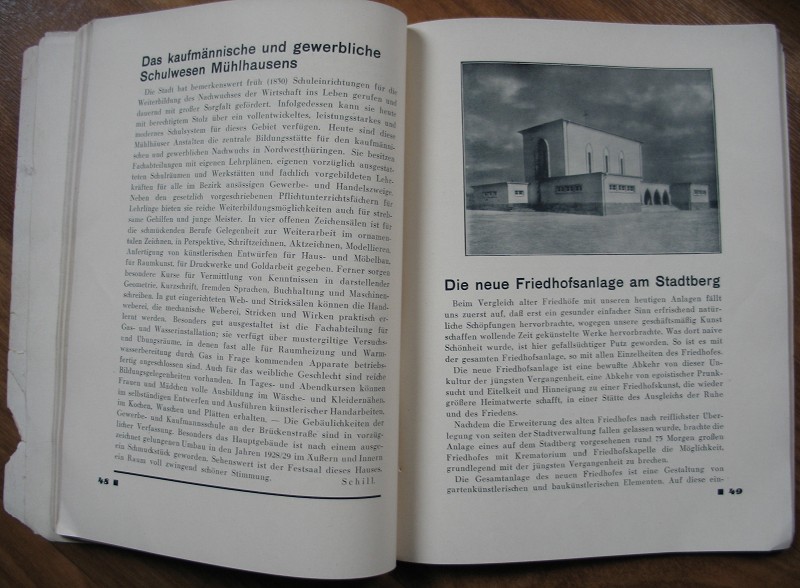 Das kaufmännische und gewerbliche
Schulwesen Mühlhausens
Die Stadt hat bemerkenswert früh (1830) Schuleinrichtungen für die
Weiterbildung des Nachwuchses der Wirtschaft ins Leben gerufen und
dauernd mit großer Sorgfalt gefördert. Infolgedessen kann sie heute
mit berechtigtem Stolz über ein vollentwickeltes, leistungsstarkes und
modernes Schulsystem für dieses Gebiet verfügen. Heute sind diese
Mühlhäuser Anstalten die zentrale Bildungsstätte für den kaufmänni-
schen und gewerblichen Nachwuchs in Nordwestthüringen. Sie besitzen
Fachabteilungen mit eigenen Lehrplänen, eigenen vorzüglich ausgestat-
teten Schulräumen und Werkstätten und fachlich vorgebildeten Lehr-
kräften für alle im Bezirk ansässigen Gewerbe- und Handelszweige.
Neben den gesetzlich vorgeschriebenen Pflichtunterrichtsfächern für
Lehrlinge bieten sie reiche Weiterbildungsmöglichkeiten auch für streb-
same Gehilfen und junge Meister. In vier offenen Zeichensälen ist für
die schmückenden Berufe Gelegenheit zur Weiterarbeit im ornamen-
talen Zeichnen, in Perspektive, Schriftzeichnen, Aktzeichnen, Modellieren,
Anfertigung von künstlerischen Entwürfen für Haus- und Möbelbau,
für Raumkunst, für Druckwerke und Goldarbeit gegeben. Ferner sorgen
besondere Kurse für Vermittlung von Kenntnissen in darstellender
Geometrie, Kurzschrift, fremden Sprachen, Buchhaltung und Maschinen-
schreiben. In gut eingerichteten Web- und Stricksälen können die Hand-
weberei, die mechanische Weberei, Stricken und Wirken praktisch er-
lernt werden. Besonders gut ausgestaltet ist die Fachabteilung für
Gas- und Wasserinstallation; sie verfügt über mustergiltige Versuchs-
und Übungsräume, in denen fast alle für Raumheizung und Warm-
wasserbereitung durch Gas in Frage kommenden Apparate betriebs-
fertig angeschlossen sind. Auch für das weibliche Geschlecht sind reiche
Bildungsgelegenheiten vorhanden. In Tages- und Abendkursen können
Frauen und Mädchen volle Ausbildung im Wäsche- und Kleidernähen,
im selbständigen Entwerfen und Ausführen künstlerischer Handarbeiten,
im Kochen, Waschen und Plätten erhalten. — Die Gebäulichkeiten der
Gewerbe- und Kaufmannsschule an der Brückenstraße sind in vorzüg-
licher Verfassung. Besonders das Hauptgebäude ist nach einem ausge-
zeichnet gelungenen Umbau in den Jahren 1928/29 im Äußern und Innern
ein Schmuckstück geworden. Sehenswert ist der Festsaal dieses Hauses,
ein Raum voll zwingend schöner Stimmung.
Schill.
48
Die neue Friedhofsanlage am Stadtberg
Beim Vergleich alter Friedhöfe mit unseren heutigen Anlagen fällt
uns zuerst auf, daß erst ein gesunder einfacher Sinn erfrischend natür-
liche Schöpfungen hervorbrachte, wogegen unsere geschäftsmäßig Kunst
schaffen wollende Zeit gekünstelte Werke hervorbrachte. Was dort naive
Schönheit wurde, ist hier gefallsüchtiger Putz geworden. So ist es mit
der gesamten Friedhofsanlage, so mit allen Einzelheiten des Friedhofes.
Die neue Friedhofsanlage ist eine bewußte Abkehr von dieser Un-
kultur der jüngsten Vergangenheit, eine Abkehr von egoistischer Prunk-
sucht und Eitelkeit und Hinneigung zu einer Friedhofskunst, die wieder
größere Heimatwerte schafft, in einer Stätte des Ausgleichs der Ruhe
und des Friedens.
Nachdem die Erweiterung des alten Friedhofes nach reiflichster Über-
legung von seiten der Stadtverwaltung fallen gelassen wurde, brachte die
Anlage eines auf dem Stadtberg vorgesehenen rund 75 Morgen großen
Friedhofes mit Krematorium und Friedhofskapelle die Möglichkeit,
grundlegend mit der jüngsten Vergangenheit zu brechen.
Die Gesamtanlage des neuen Friedhofes ist eine Gestaltung von
gartenkünstlerischen und baukünstlerischen Elementen. Auf diese ein-
49